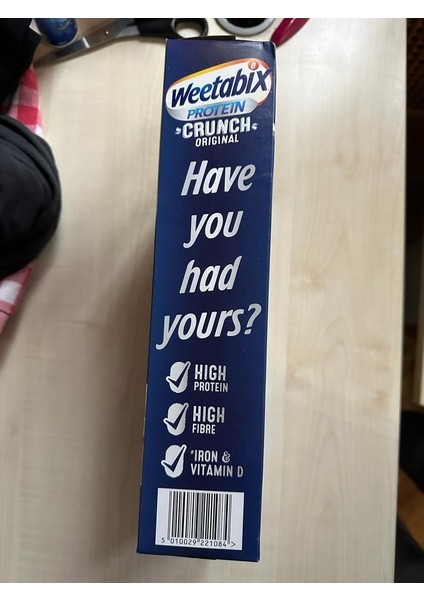 Weetabix
PROTEIN
CRUNCH
ORIGINAL
Have
you
had
yours?
HIGH
PROTEIN
HIGH
FIBRE
*IRON &
VITAMIN D
5 010029 221084 >